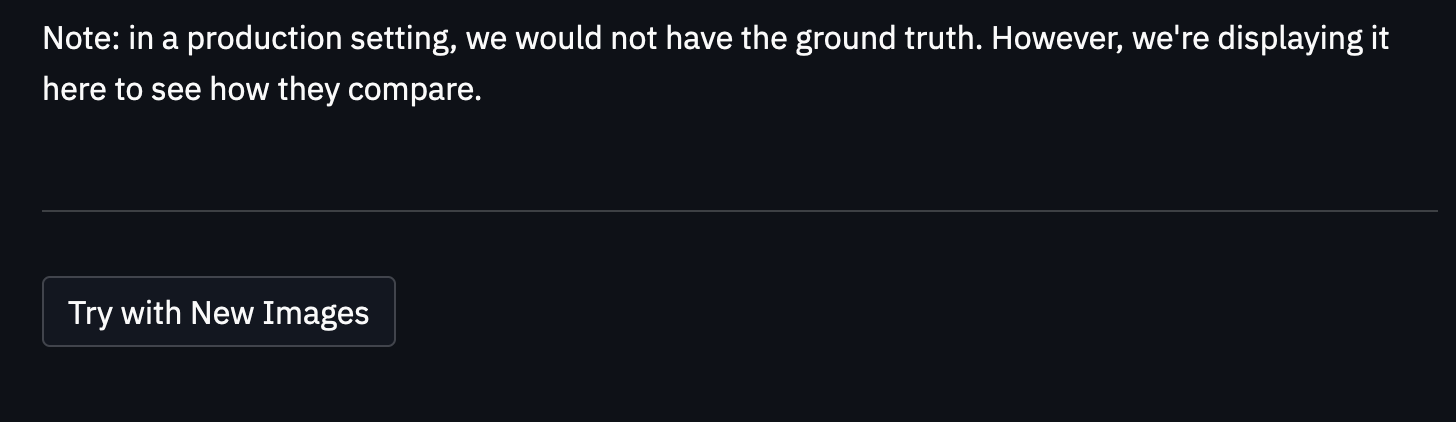 Note: in a production setting, we would not have the ground truth. However, we're displaying it
here to see how they compare.
Try with New Images